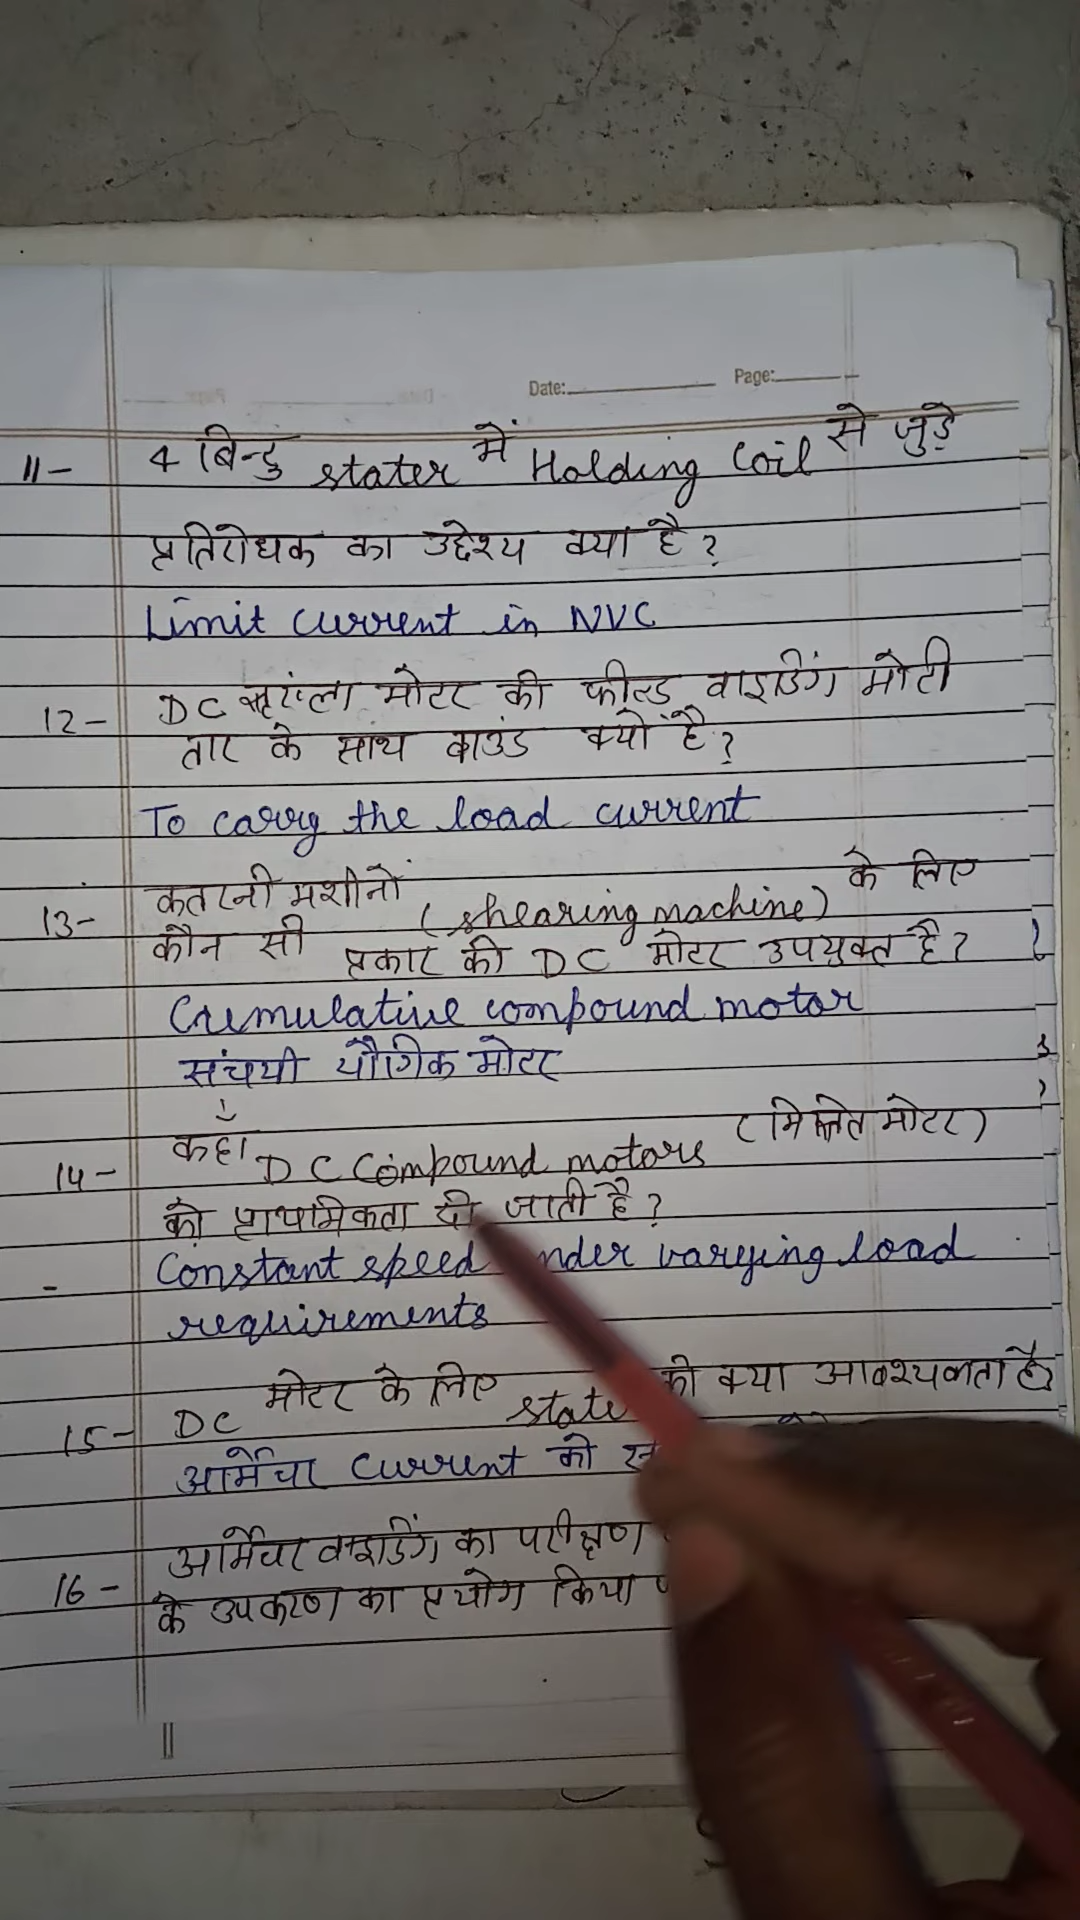 Date: Page:
11- 4 बिन्दु stater में Holding Coil से जुड़े
प्रतिरोधक का उद्देश्य क्या है?
Limit current in NVC
12- DC श्रृंखला मोटर की फील्ड वाइडिंग मोटी
तार के साथ वाउंड क्यों है?
To carry the load current
13- कतरनी मशीनों (shearing machine) के लिए
कौन सी प्रकार की DC मोटर उपयुक्त है?
Cumulative compound motor
संचयी यौगिक मोटर
14- कहा DC Compound motors (मिश्रित मोटर)
को प्राथमिकता दी जाती है?
Constant speed under varying load
requirements
15- DC मोटर के लिए state की क्या आवश्यकता है
आर्मेचा current को
16- आर्मेचर वाइडिंग का परीक्षण
के उपकरण का प्रयोग किया